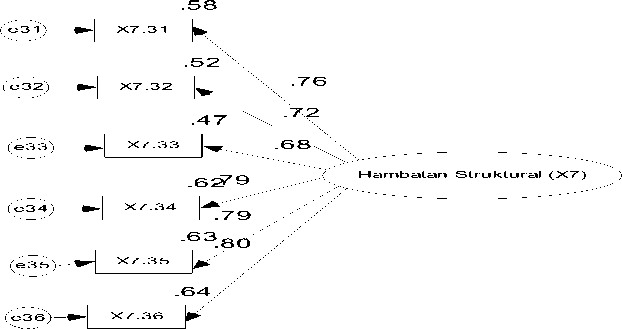 .58
e31 X7.31
.76
.52
e32 X7.32
.72
.47
e33 X7.33 .68
Hambatan Struktural (X7)
.62 .79
e34 X7.34
.79
.63 .80
e35 X7.35
.64
e36 X7.36